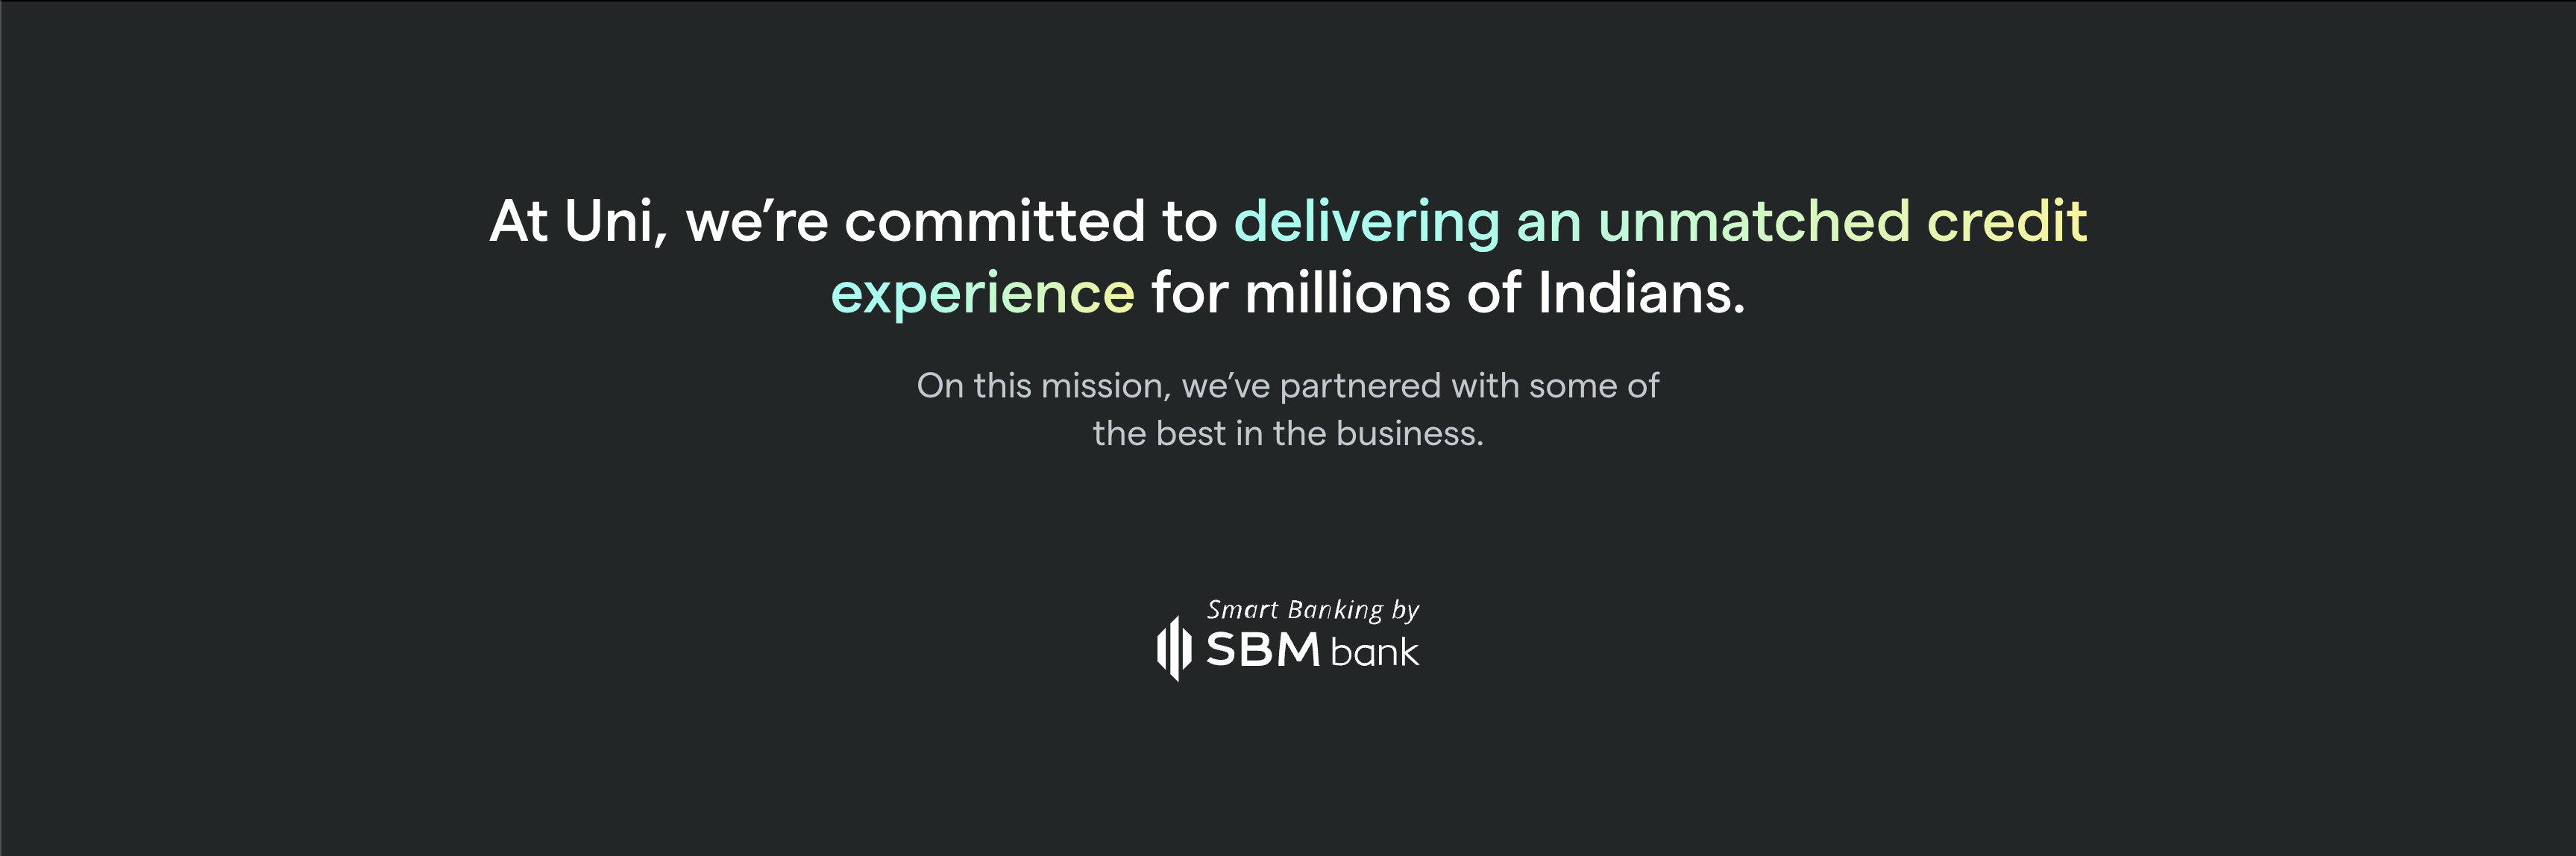 At Uni, we’re committed to delivering an unmatched credit
experience for millions of Indians.
On this mission, we’ve partnered with some of
the best in the business.
Smart Banking by
SBM bank